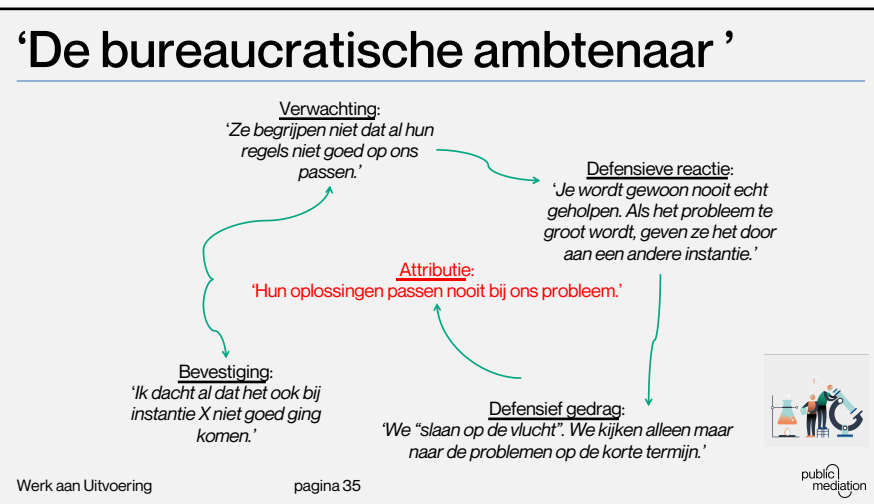 ‘De bureaucratische ambtenaar ’
Verwachting:
‘Ze begrijpen niet dat al hun
regels niet goed op ons
passen.’
Defensieve reactie:
‘Je wordt gewoon nooit echt
geholpen. Als het probleem te
groot wordt, geven ze het door
aan een andere instantie.’
Attributie:
‘Hun oplossingen passen nooit bij ons probleem.’
Bevestiging:
‘Ik dacht al dat het ook bij
instantie X niet goed ging
komen.’
Defensief gedrag:
‘We “slaan op de vlucht”. We kijken alleen maar
naar de problemen op de korte termijn.’
Werk aan Uitvoering
pagina 35
public
mediation